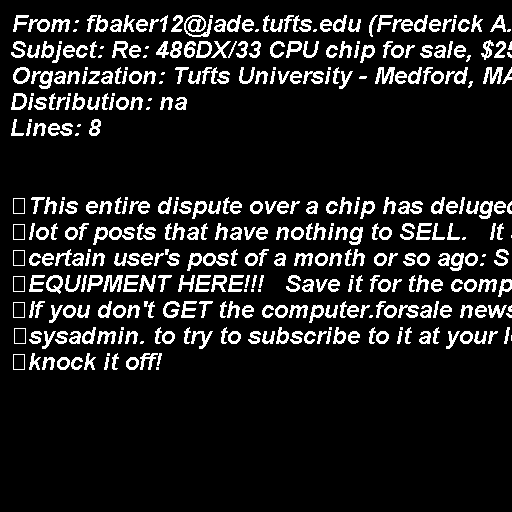 From: fbaker12@jade.tufts.edu (Frederick A.
Subject: Re: 486DX/33 CPU chip for sale, $25
Organization: Tufts University - Medford, MA
Distribution: na
Lines: 8
This entire dispute over a chip has deluged
lot of posts that have nothing to SELL. It
certain user's post of a month or so ago: S
EQUIPMENT HERE!!! Save it for the comp
If you don't GET the computer.forsale news
sysadmin. to try to subscribe to it at your
knock it off!